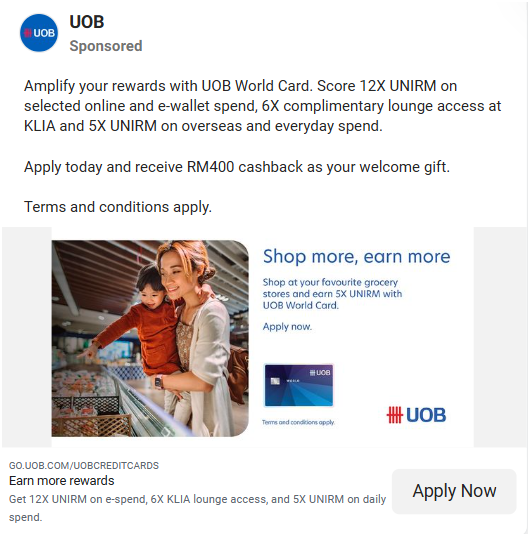 UOB
UOB
Sponsored
Amplify your rewards with UOB World Card. Score 12X UNIRM on
selected online and e-wallet spend, 6X complimentary lounge access at
KLIA and 5X UNIRM on overseas and everyday spend.
Apply today and receive RM400 cashback as your welcome gift.
Terms and conditions apply.
Shop more, earn more
Shop at your favourite grocery
stores and earn 5X UNIRM with
UOB World Card.
Apply now.
UOB
WORLD
Terms and conditions apply.
UOB
GO.UOB.COM/UOBCREDITCARDS
Earn more rewards
Get 12X UNIRM on e-spend, 6X KLIA lounge access, and 5X UNIRM on daily
spend.
Apply Now